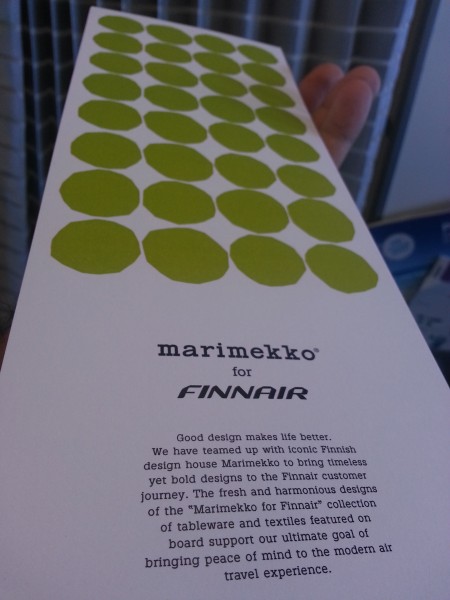 marimekko®
for
FINNAIR
Good design makes life better.
We have teamed up with iconic Finnish
design house Marimekko to bring timeless
yet bold designs to the Finnair customer
journey. The fresh and harmonious designs
of the "Marimekko for Finnair" collection
of tableware and textiles featured on
board support our ultimate goal of
bringing peace of mind to the modern air
travel experience.